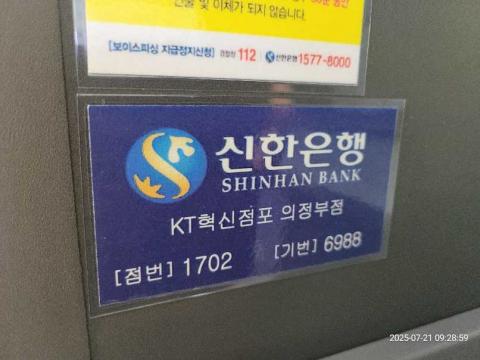 인출 및 이체가 되지 않습니다.
[보이스피싱 지급정지신청] 경찰청 112 신한은행 1577-8000
신한은행
SHINHAN BANK
KT혁신점포 의정부점
[점번] 1702 [기번] 6988
2025-07-21 09:28:59